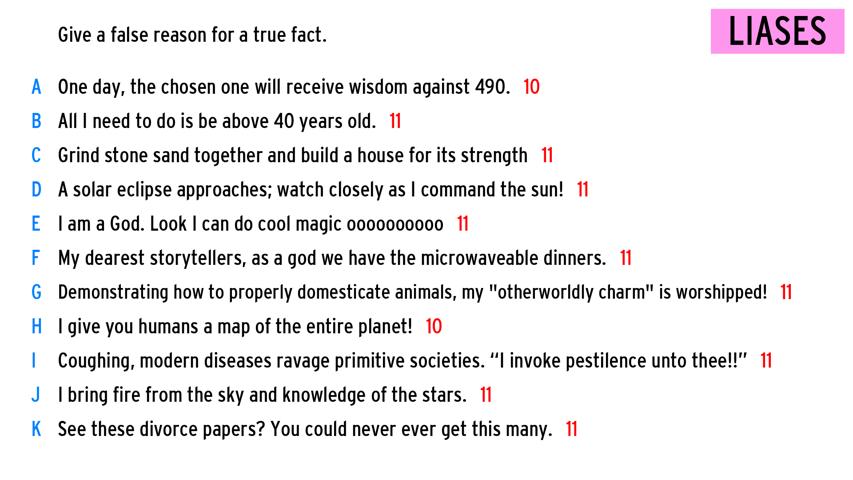 Give a false reason for a true fact.
LIASES
A One day, the chosen one will receive wisdom against 490. 10
B All I need to do is be above 40 years old. 11
C Grind stone sand together and build a house for its strength 11
D A solar eclipse approaches; watch closely as I command the sun! 11
E I am a God. Look I can do cool magic oooooooooo 11
F My dearest storytellers, as a god we have the microwaveable dinners. 11
G Demonstrating how to properly domesticate animals, my "otherworldly charm" is worshipped! 11
H I give you humans a map of the entire planet! 10
I Coughing, modern diseases ravage primitive societies. “I invoke pestilence unto thee!!” 11
J I bring fire from the sky and knowledge of the stars. 11
K See these divorce papers? You could never ever get this many. 11